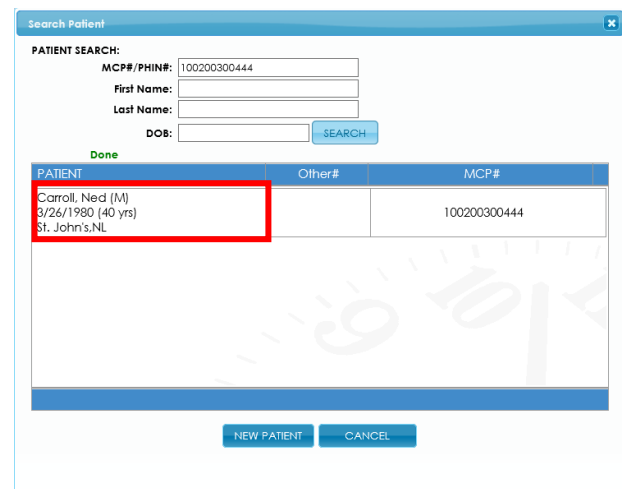 Search Patient
PATIENT SEARCH:
MCP#/PHIN#: 100200300444
First Name:
Last Name:
DOB: SEARCH
Done
PATIENT Other# MCP#
Carroll, Ned (M)
3/26/1980 (40 yrs) 100200300444
St. John's,NL
NEW PATIENT CANCEL